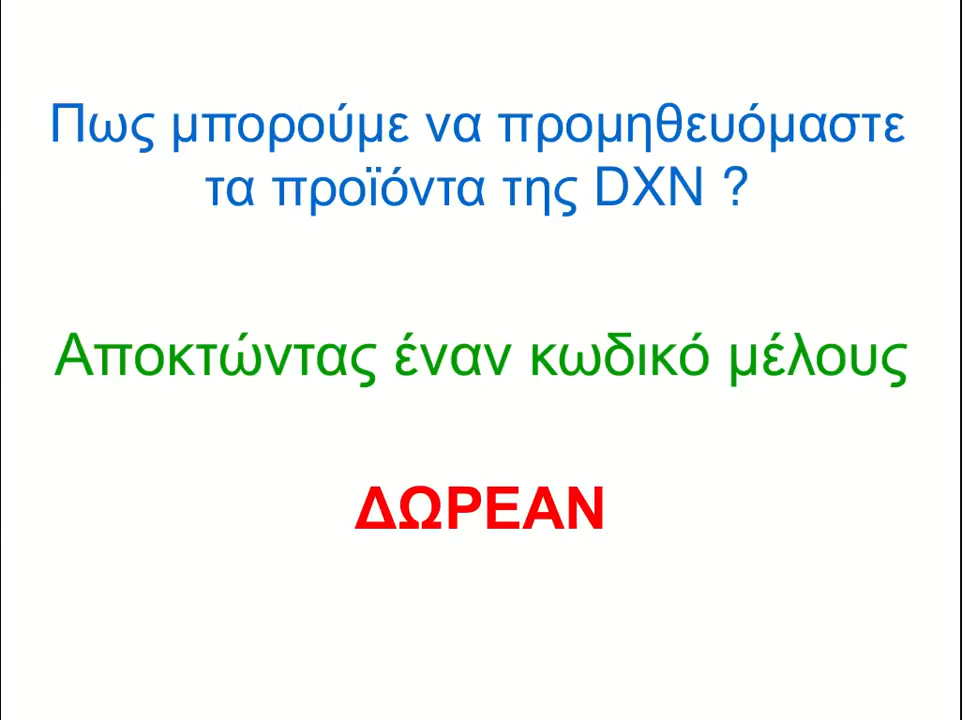 Πως μπορούμε να προμηθευόμαστε
τα προϊόντα της DXN ?
Αποκτώντας έναν κωδικό μέλους
ΔΩΡΕΑΝ